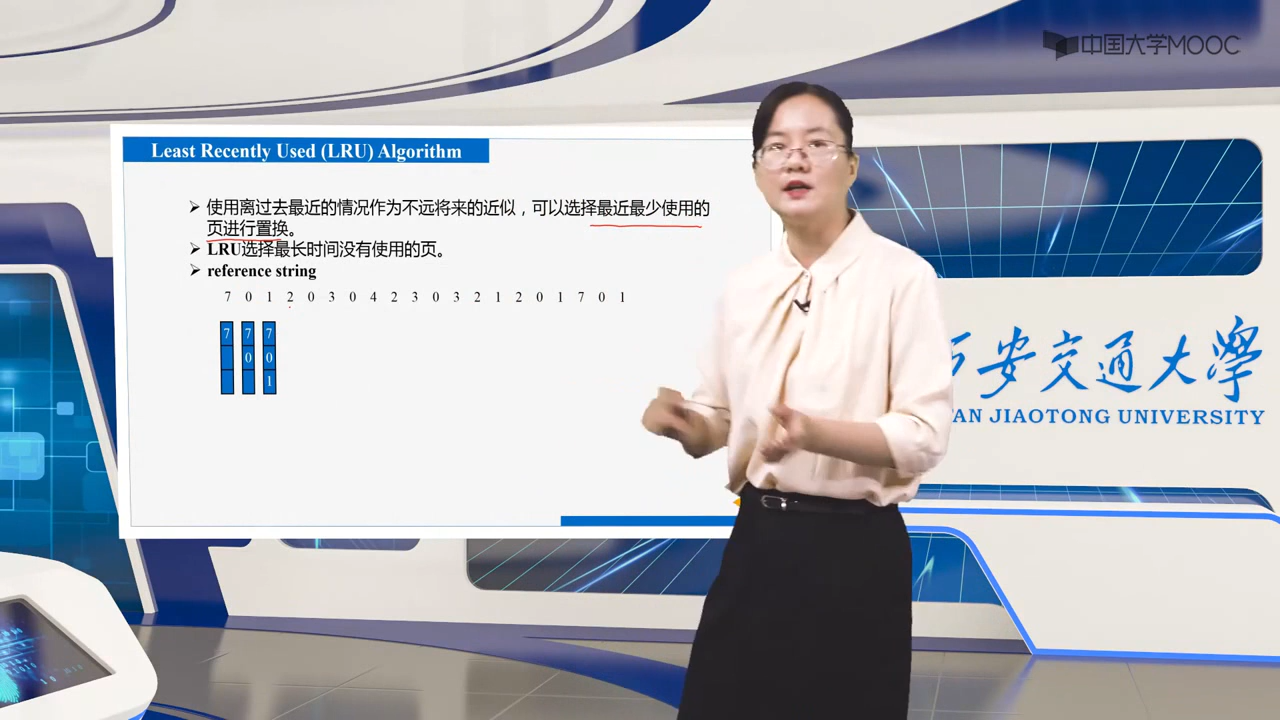 中国大学MOOC
Least Recently Used (LRU) Algorithm
➢ 使用离过去最近的情况作为不远将来的近似，可以选择最近最少使用的
页进行置换。
➢ LRU选择最长时间没有使用的页。
➢ reference string
7 0 1 2 0 3 0 4 2 3 0 3 2 1 2 0 1 7 0 1
7 7 7
0 0
1
安交通大學
AN JIAOTONG UNIVERSITY